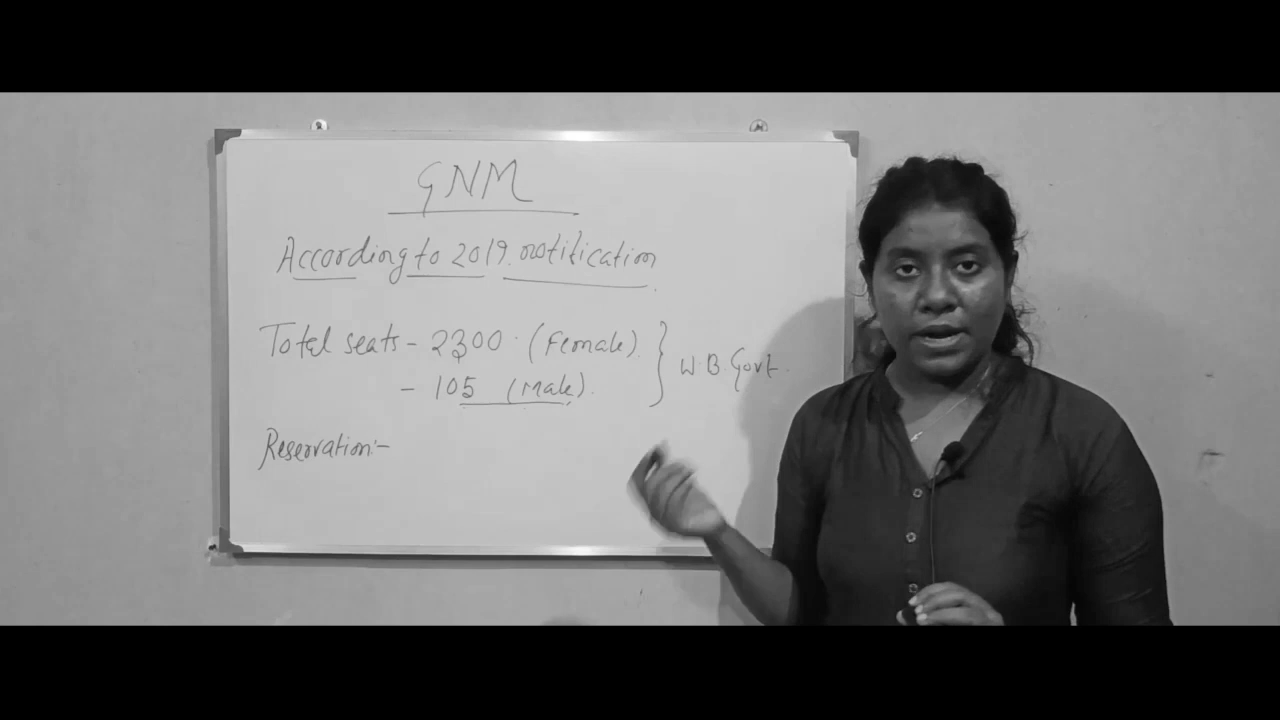 GNM
According to 2019 notification
Total seats - 2300 (Female)
- 105 (Male)
W.B. Govt.
Reservation:-